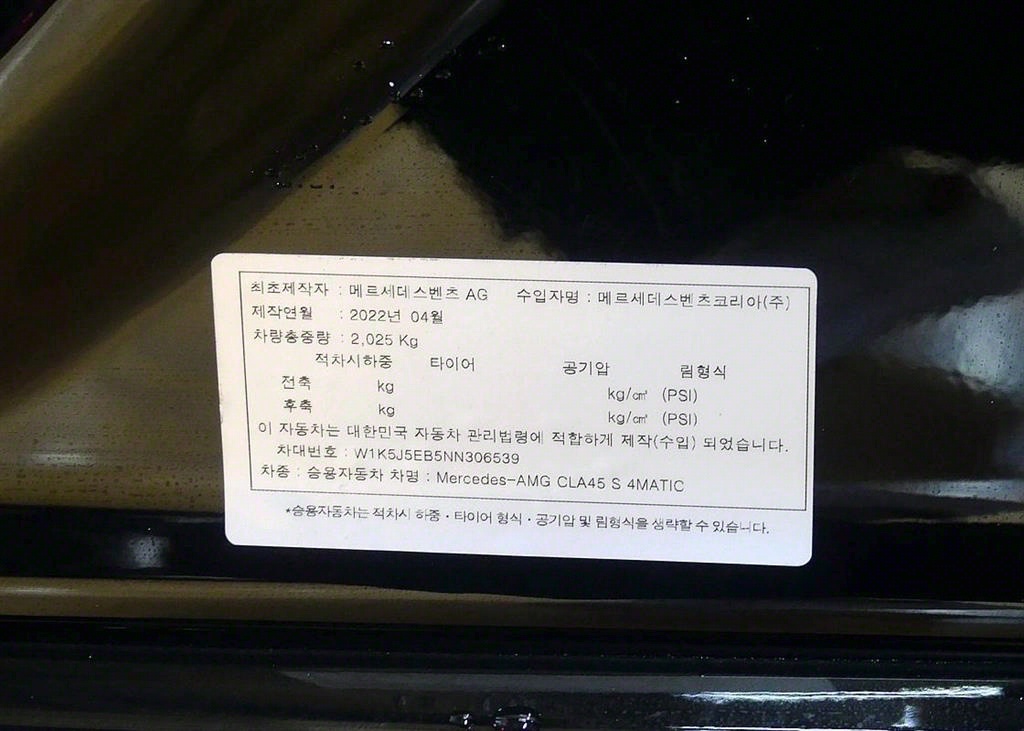 최초제작자 : 메르세데스벤츠 AG 수입자명 : 메르세데스벤츠코리아(주)
제작연월 : 2022년 04월
차량총중량 : 2,025 Kg
적차시하중 타이어 공기압 림형식
전축 kg kg/㎠ (PSI)
후축 kg kg/㎠ (PSI)
이 자동차는 대한민국 자동차 관리법령에 적합하게 제작(수입) 되었습니다.
차대번호 : W1K5J5EB5NN306539
차종 : 승용자동차 차명 : Mercedes-AMG CLA45 S 4MATIC
*승용자동차는 적차시 하중·타이어 형식·공기압 및 림형식을 생략할 수 있습니다.